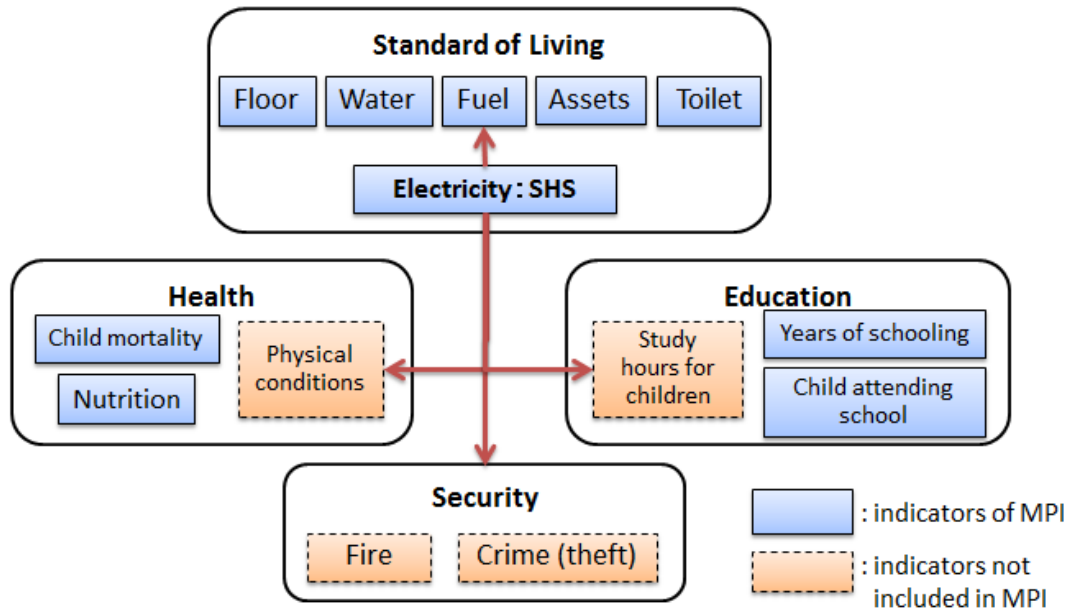 Standard of Living
Floor
Water
Fuel
Assets
Toilet
Electricity: SHS
Health
Child mortality
Nutrition
Physical
conditions
Education
Study
hours for
children
Years of schooling
Child attending
school
Security
Fire
Crime (theft)
: indicators of MPI
: indicators not
included in MPI